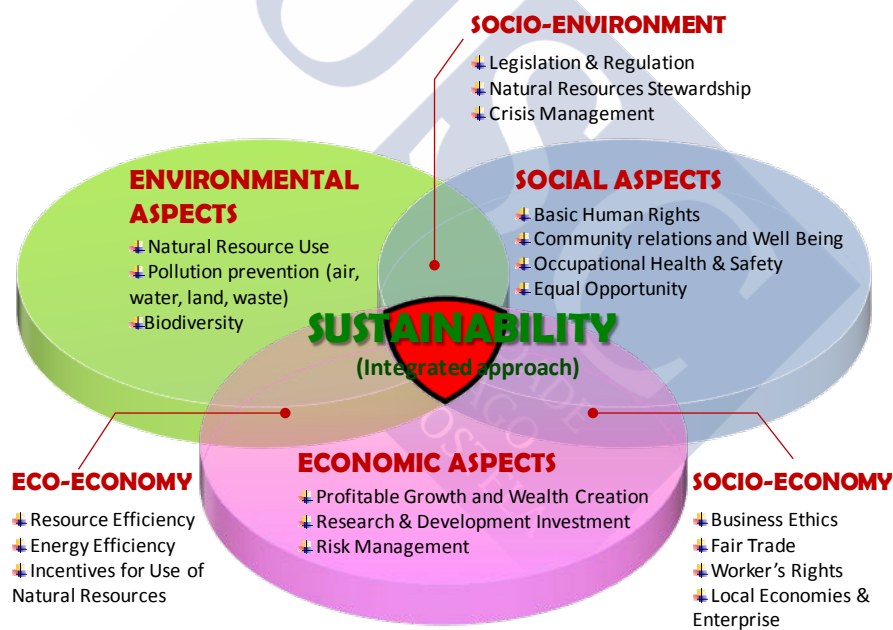 SOCIO-ENVIRONMENT
Legislation & Regulation
Natural Resources Stewardship
Crisis Management
ENVIRONMENTAL
ASPECTS
Natural Resource Use
Pollution prevention (air,
water, land, waste)
Biodiversity
SOCIAL ASPECTS
Basic Human Rights
Community relations and Well Being
Occupational Health & Safety
Equal Opportunity
SUSTAINABILITY
(Integrated approach)
ECO-ECONOMY
Resource Efficiency
Energy Efficiency
Incentives for Use of
Natural Resources
ECONOMIC ASPECTS
Profitable Growth and Wealth Creation
Research & Development Investment
Risk Management
SOCIO-ECONOMY
Business Ethics
Fair Trade
Worker's Rights
Local Economies &
Enterprise